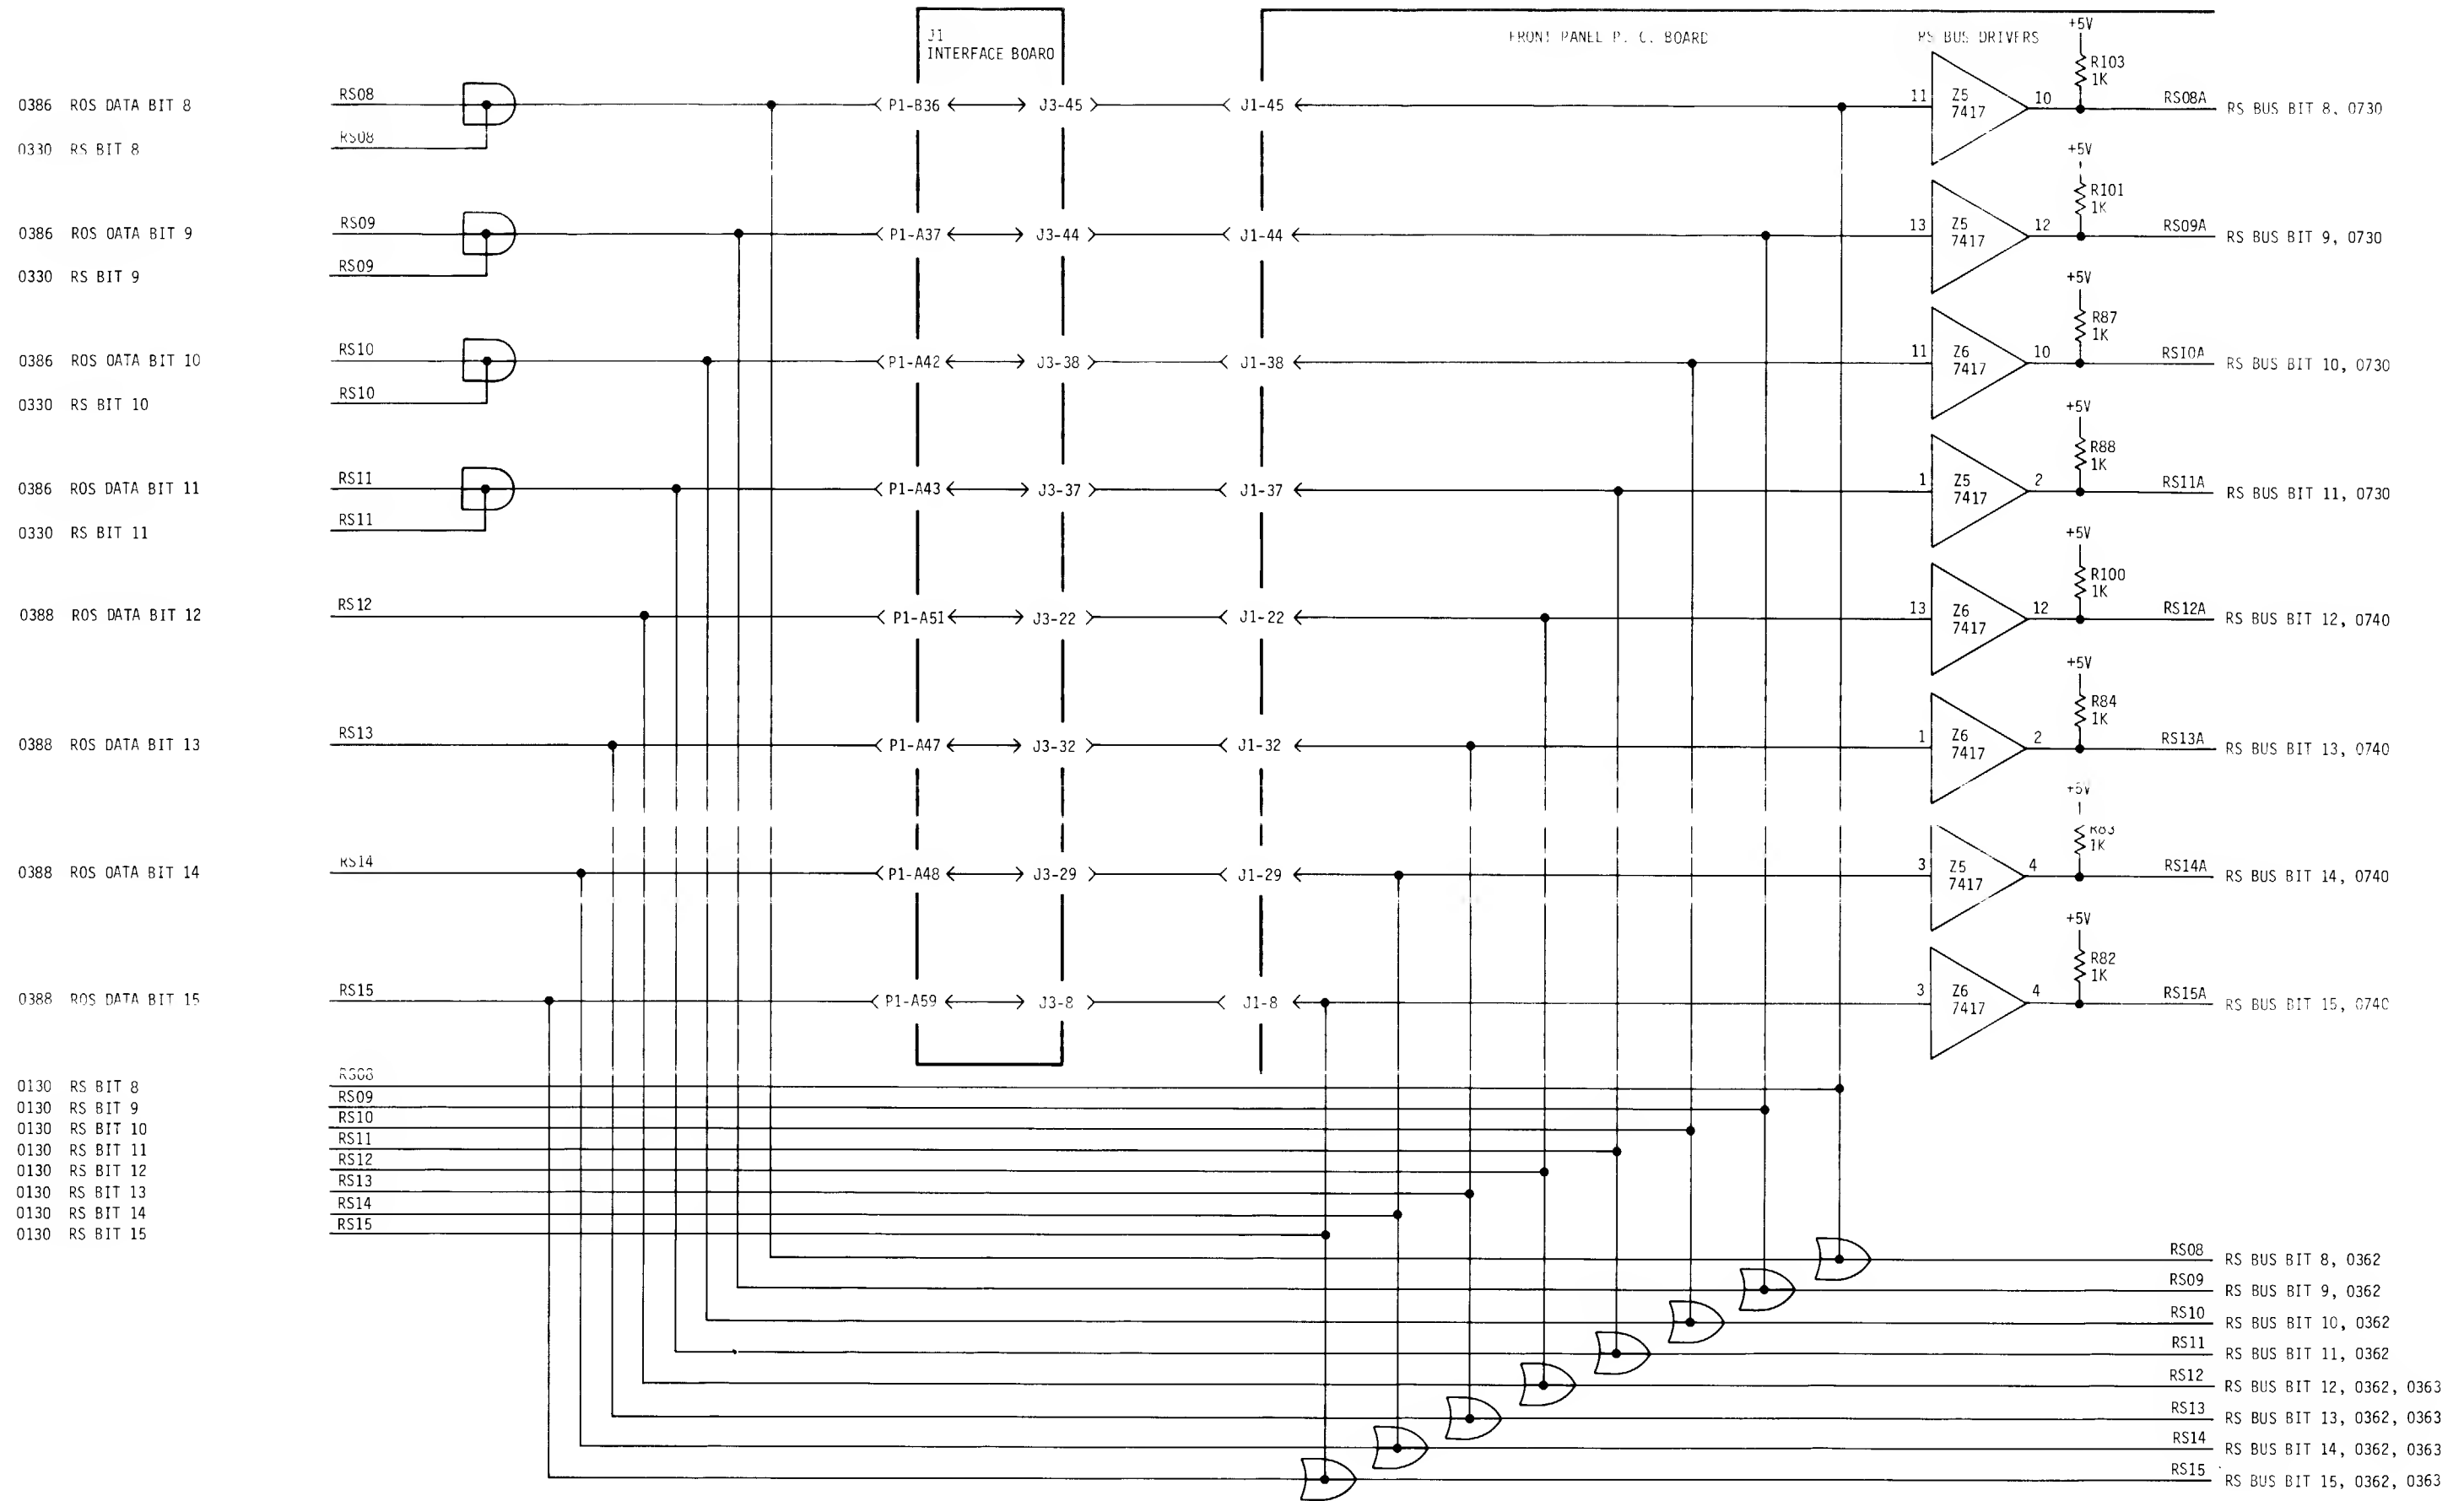 J1
INTERFACE BOARD
FRONT PANEL P. C. BOARD
RS BUS DRIVERS
+5V
R103
1K
0386 ROS DATA BIT 8
RS08
P1-B36
J3-45
J1-45
11
Z5
7417
10
RS08A
RS BUS BIT 8, 0730
0330 RS BIT 8
RS08
+5V
R101
1K
0386 ROS OATA BIT 9
RS09
P1-A37
J3-44
J1-44
13
Z5
7417
12
RS09A
RS BUS BIT 9, 0730
0330 RS BIT 9
RS09
+5V
R87
1K
0386 ROS OATA BIT 10
RS10
P1-A42
J3-38
J1-38
11
Z6
7417
10
RS10A
RS BUS BIT 10, 0730
0330 RS BIT 10
RS10
+5V
R88
1K
0386 ROS DATA BIT 11
RS11
P1-A43
J3-37
J1-37
1
Z5
7417
2
RS11A
RS BUS BIT 11, 0730
0330 RS BIT 11
RS11
+5V
R100
1K
0388 ROS DATA BIT 12
RS12
P1-A51
J3-22
J1-22
13
Z6
7417
12
RS12A
RS BUS BIT 12, 0740
+5V
R84
1K
0388 ROS DATA BIT 13
RS13
P1-A47
J3-32
J1-32
1
Z6
7417
2
RS13A
RS BUS BIT 13, 0740
+5V
R83
1K
0388 ROS OATA BIT 14
RS14
P1-A48
J3-29
J1-29
3
Z5
7417
4
RS14A
RS BUS BIT 14, 0740
+5V
R82
1K
0388 ROS DATA BIT 15
RS15
P1-A59
J3-8
J1-8
3
Z6
7417
4
RS15A
RS BUS BIT 15, 0740
0130 RS BIT 8
RS08
0130 RS BIT 9
RS09
0130 RS BIT 10
RS10
0130 RS BIT 11
RS11
0130 RS BIT 12
RS12
0130 RS BIT 13
RS13
0130 RS BIT 14
RS14
0130 RS BIT 15
RS15
RS08
RS BUS BIT 8, 0362
RS09
RS BUS BIT 9, 0362
RS10
RS BUS BIT 10, 0362
RS11
RS BUS BIT 11, 0362
RS12
RS BUS BIT 12, 0362, 0363
RS13
RS BUS BIT 13, 0362, 0363
RS14
RS BUS BIT 14, 0362, 0363
RS15
RS BUS BIT 15, 0362, 0363